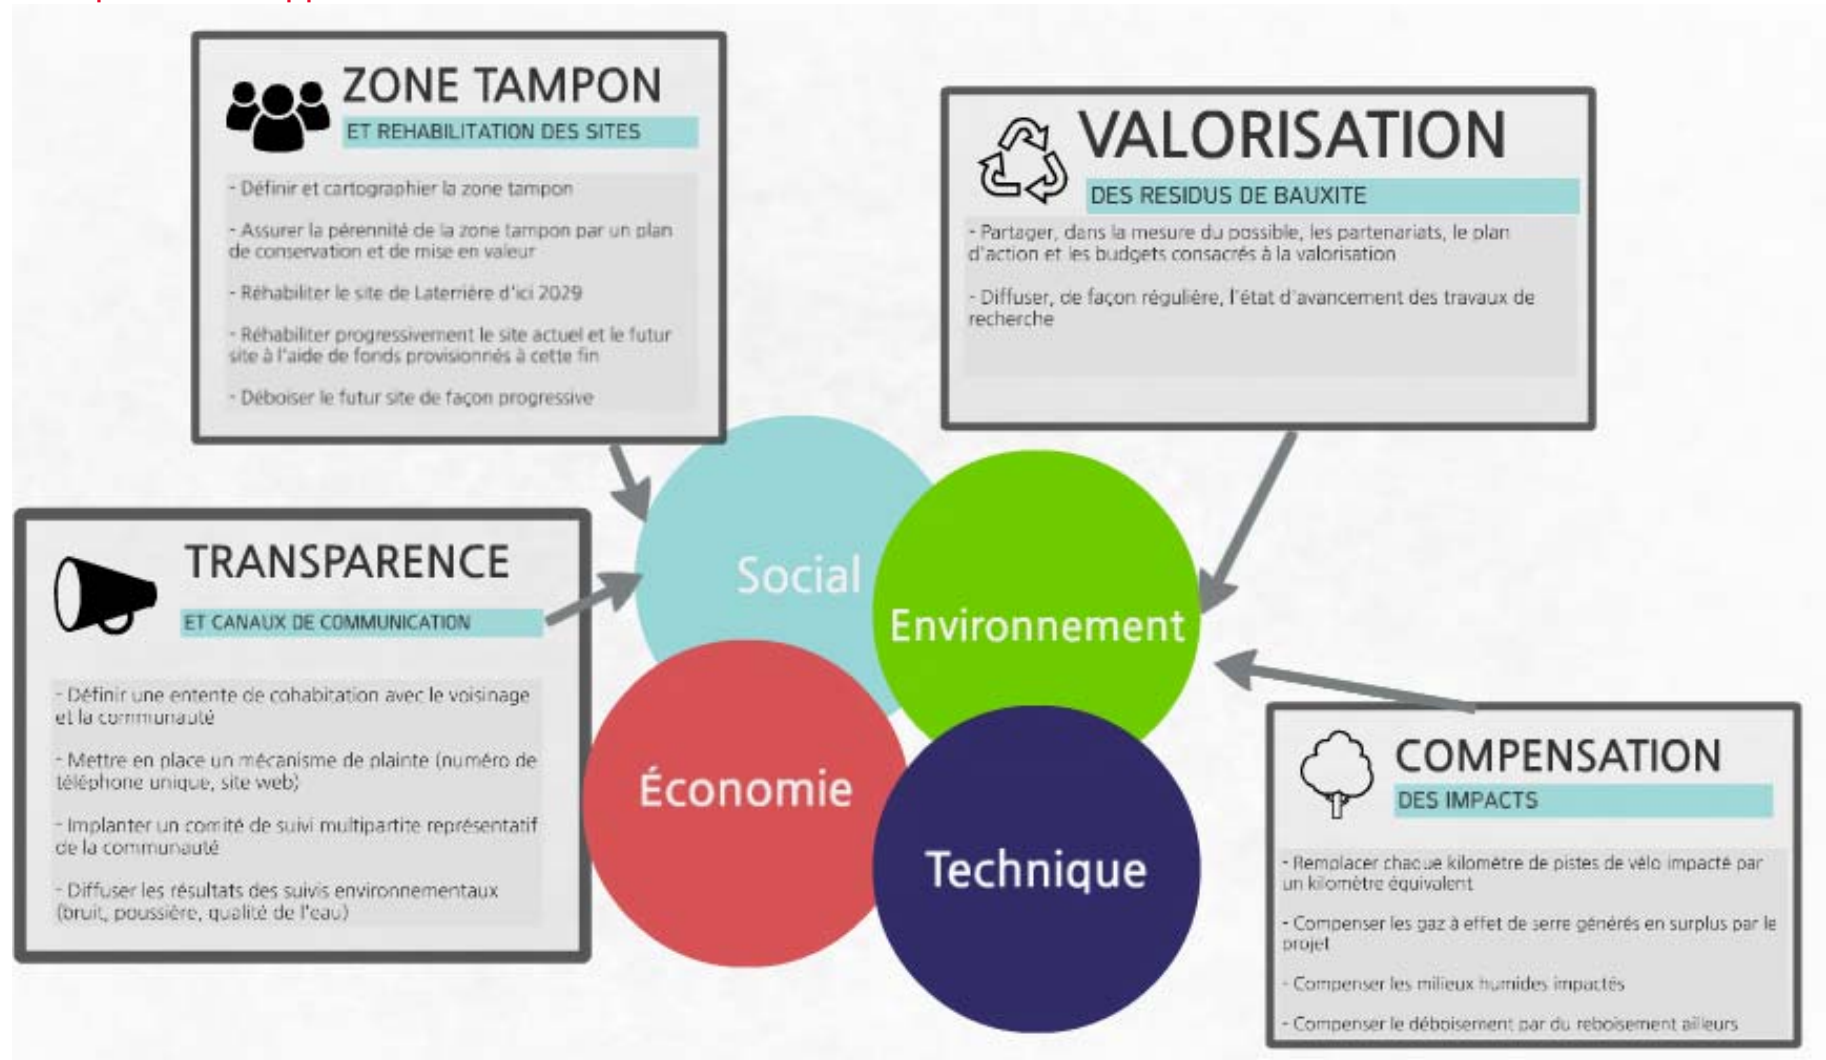 ZONE TAMPON
ET REHABILITATION DES SITES
- Définir et cartographier la zone tampon
- Assurer la pérennité de la zone tampon par un plan
de conservation et de mise en valeur
- Réhabiliter le site de Laterrière d'ici 2029
- Réhabiliter progressivement le site actuel et le futur
site à l'aide de fonds provisionnés à cette fin
- Déboiser le futur site de façon progressive
VALORISATION
DES RESIDUS DE BAUXITE
- Partager, dans la mesure du possible, les partenariats, le plan
d'action et les budgets consacrés à la valorisation
- Diffuser, de façon régulière, l'état d'avancement des travaux de
recherche
TRANSPARENCE
ET CANAUX DE COMMUNICATION
- Définir une entente de cohabitation avec le voisinage
et la communauté
- Mettre en place un mécanisme de plainte (numéro de
téléphone unique, site web)
- Implanter un comité de suivi multipartite représentatif
de la communauté
- Diffuser les résultats des suivis environnementaux
(bruit, poussière, qualité de l'eau)
Social
Environnement
Économie
Technique
COMPENSATION
DES IMPACTS
- Remplacer chaque kilomètre de pistes de vélo impacté par
un kilomètre équivalent
- Compenser les gaz à effet de serre générés en surplus par le
projet
- Compenser les milieux humides impactés
- Compenser le déboisement par du reboisement ailleurs